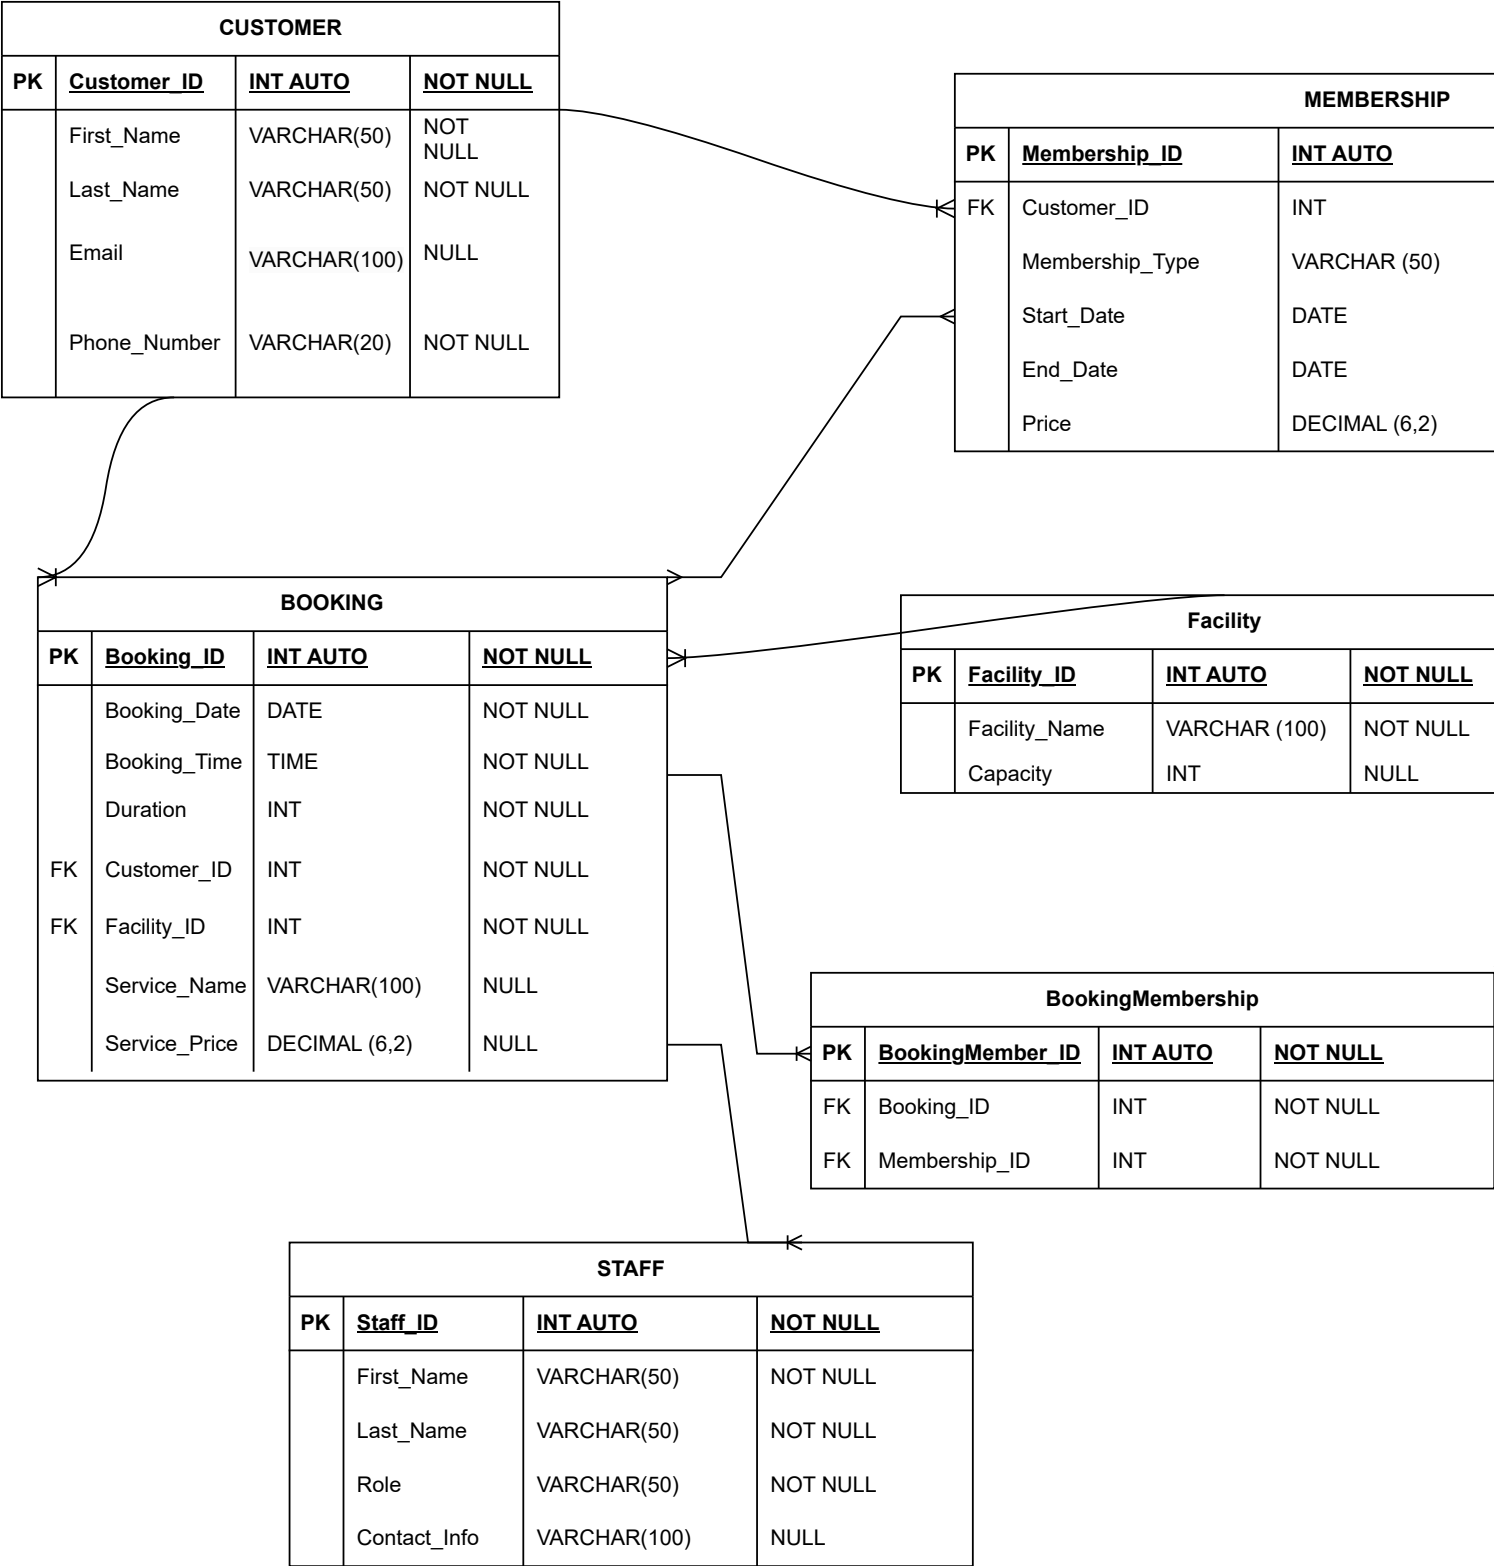 CUSTOMER
PK Customer_ID INT AUTO NOT NULL
First_Name VARCHAR(50) NOT
NULL
Last_Name VARCHAR(50) NOT NULL
Email VARCHAR(100) NULL
Phone_Number VARCHAR(20) NOT NULL
MEMBERSHIP
PK Membership_ID INT AUTO
FK Customer_ID INT
Membership_Type VARCHAR (50)
Start_Date DATE
End_Date DATE
Price DECIMAL (6,2)
BOOKING
PK Booking_ID INT AUTO NOT NULL
Booking_Date DATE NOT NULL
Booking_Time TIME NOT NULL
Duration INT NOT NULL
FK Customer_ID INT NOT NULL
FK Facility_ID INT NOT NULL
Service_Name VARCHAR(100) NULL
Service_Price DECIMAL (6,2) NULL
Facility
PK Facility_ID INT AUTO NOT NULL
Facility_Name VARCHAR (100) NOT NULL
Capacity INT NULL
BookingMembership
PK BookingMember_ID INT AUTO NOT NULL
FK Booking_ID INT NOT NULL
FK Membership_ID INT NOT NULL
STAFF
PK Staff_ID INT AUTO NOT NULL
First_Name VARCHAR(50) NOT NULL
Last_Name VARCHAR(50) NOT NULL
Role VARCHAR(50) NOT NULL
Contact_Info VARCHAR(100) NULL